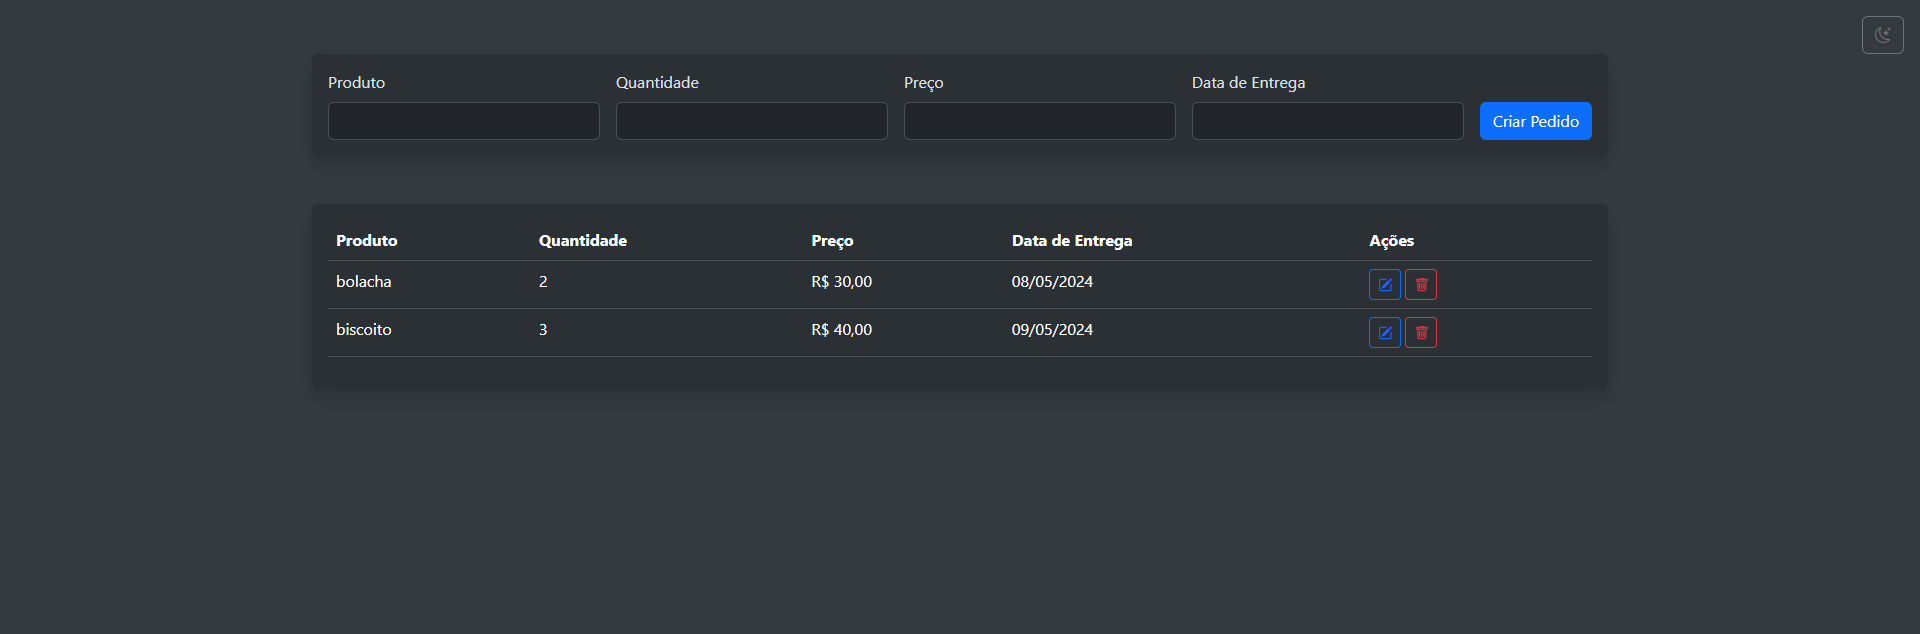 Produto Quantidade Preço Data de Entrega
Criar Pedido
Produto Quantidade Preço Data de Entrega Ações
bolacha 2 R$ 30,00 08/05/2024
biscoito 3 R$ 40,00 09/05/2024